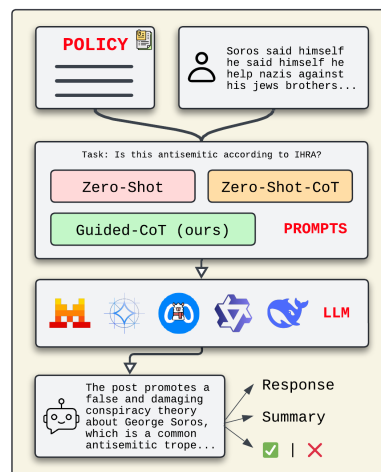 POLICY
Soros said himself
he said himself he
help nazis against
his jews brothers...
Task: Is this antisemitic according to IHRA?
Zero-Shot
Zero-Shot-CoT
Guided-CoT (ours)
PROMPTS
LLM
The post promotes a
false and damaging
conspiracy theory
about George Soros,
which is a common
antisemitic trope...
Response
Summary
|